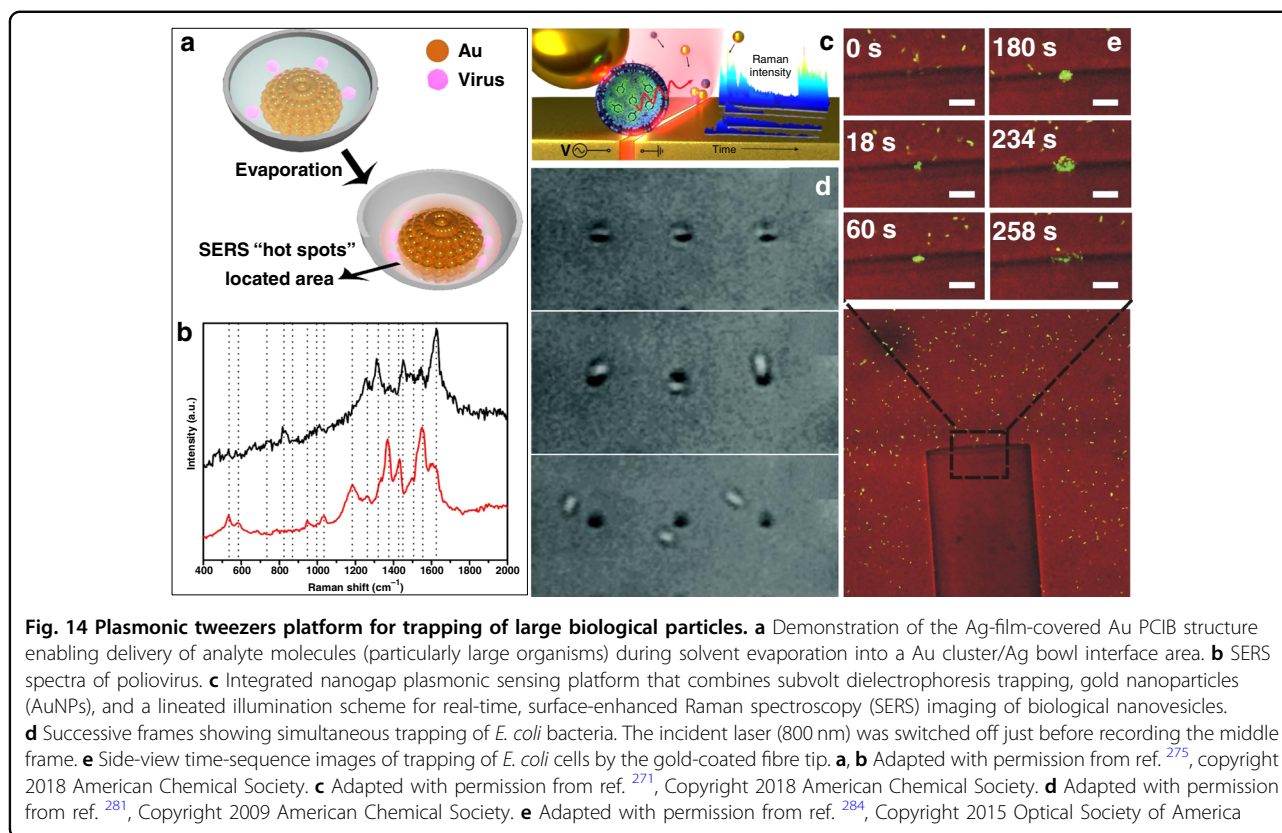 a
Au
Virus
Evaporation
SERS “hot spots”
located area
b
Intensity (a.u.)
400 600 800 1000 1200 1400 1600 1800 2000
Raman shift (cm⁻¹)
c
Raman
intensity
V
Time
d
e
0 s
180 s
18 s
234 s
60 s
258 s
Fig. 14 Plasmonic tweezers platform for trapping of large biological particles. a Demonstration of the Ag-film-covered Au PCIB structure
enabling delivery of analyte molecules (particularly large organisms) during solvent evaporation into a Au cluster/Ag bowl interface area. b SERS
spectra of poliovirus. c Integrated nanogap plasmonic sensing platform that combines subvolt dielectrophoresis trapping, gold nanoparticles
(AuNPs), and a lineated illumination scheme for real-time, surface-enhanced Raman spectroscopy (SERS) imaging of biological nanovesicles.
d Successive frames showing simultaneous trapping of E. coli bacteria. The incident laser (800 nm) was switched off just before recording the middle
frame. e Side-view time-sequence images of trapping of E. coli cells by the gold-coated fibre tip. a, b Adapted with permission from ref. 275, copyright
2018 American Chemical Society. c Adapted with permission from ref. 271, Copyright 2018 American Chemical Society. d Adapted with permission
from ref. 281, Copyright 2009 American Chemical Society. e Adapted with permission from ref. 284, Copyright 2015 Optical Society of America